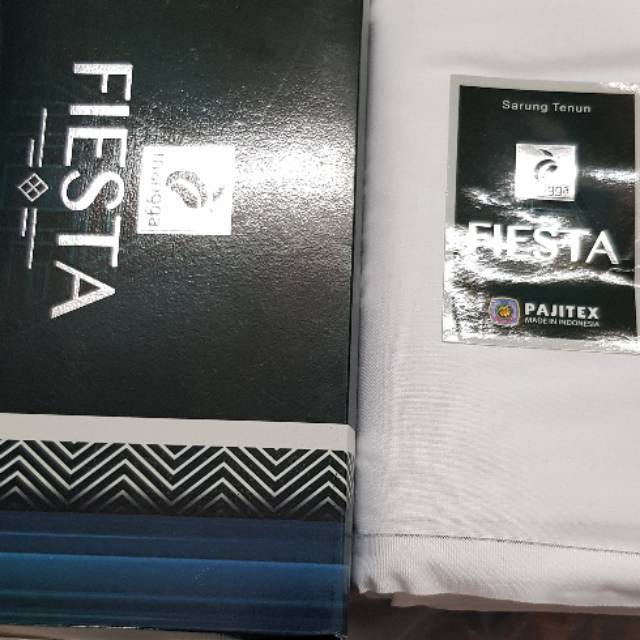 FIESTA
Sarung Tenun
FIESTA
PAJITEX
MADE IN INDONESIA